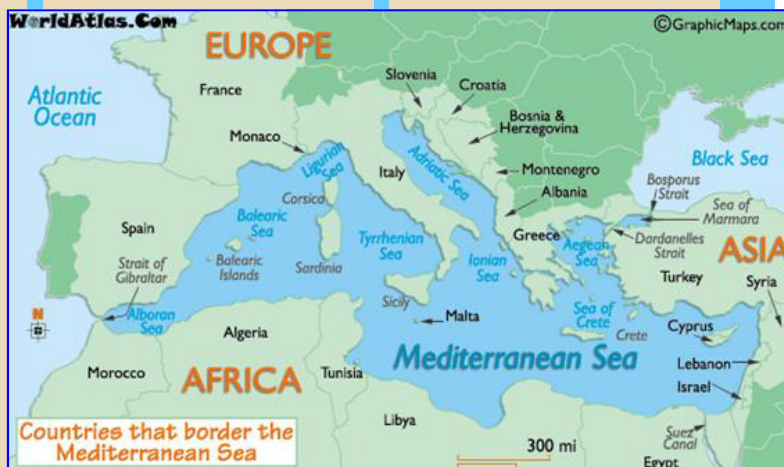 WorldAtlas.Com
©GraphicMaps.com
EUROPE
Slovenia
Croatia
France
Atlantic
Ocean
Bosnia &
Herzegovina
Monaco
Ligurian
Sea
Adriatic Sea
Black Sea
Italy
Montenegro
Bosporus
Strait
Corsica
Albania
Sea of
Marmara
Spain
Balearic
Sea
Tyrrhenian
Sea
Greece
Aegean
Sea
Dardanelles
Strait
ASIA
Strait of
Gibraltar
Balearic
Islands
Sardinia
Ionian
Sea
Turkey
Syria
Sicily
Alboran
Sea
Malta
Sea of
Crete
Crete
Cyprus
N
Algeria
Mediterranean Sea
Lebanon
Morocco
AFRICA
Tunisia
Israel
Libya
Countries that border the
Mediterranean Sea
300 mi
Suez
Canal
Egypt